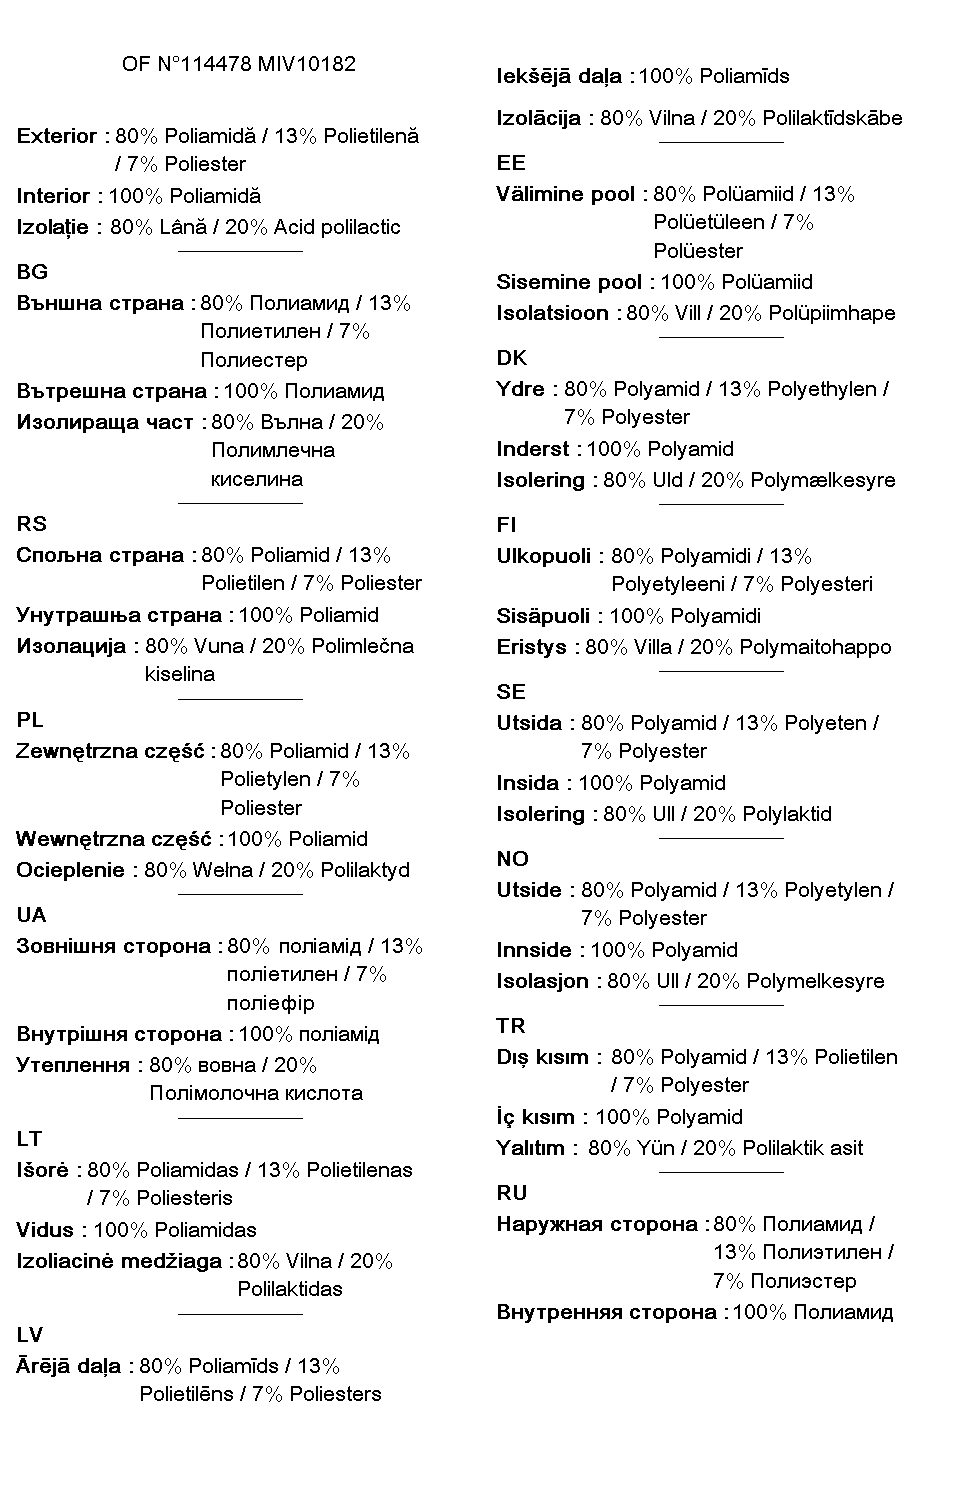 OF N°114478 MIV10182
Exterior : 80% Poliamidă / 13% Polietilenă
/ 7% Poliester
Interior : 100% Poliamidă
Izolație : 80% Lână / 20% Acid polilactic
BG
Външна страна : 80% Полиамид / 13%
Полиетилен / 7%
Полиестер
Вътрешна страна : 100% Полиамид
Изолираща част : 80% Вълна / 20%
Полимлечна
киселина
RS
Спољна страна : 80% Poliamid / 13%
Polietilen / 7% Poliester
Унутрашња страна : 100% Poliamid
Изолација : 80% Vuna / 20% Polimlečna
kiselina
PL
Zewnętrzna część : 80% Poliamid / 13%
Polietylen / 7%
Poliester
Wewnętrzna część : 100% Poliamid
Ocieplenie : 80% Wełna / 20% Polilaktyd
UA
Зовнішня сторона : 80% поліамід / 13%
поліетилен / 7%
поліефір
Внутрішня сторона : 100% поліамід
Утеплення : 80% вовна / 20%
Полімолочна кислота
LT
Išorė : 80% Poliamidas / 13% Polietilenas
/ 7% Poliesteris
Vidus : 100% Poliamidas
Izoliacinė medžiaga : 80% Vilna / 20%
Polilaktidas
LV
Ārējā daļa : 80% Poliamīds / 13%
Polietilēns / 7% Poliesters
Iekšējā daļa : 100% Poliamīds
Izolācija : 80% Vilna / 20% Polilaktīdskābe
EE
Välimine pool : 80% Polüamiid / 13%
Polüetüleen / 7%
Polüester
Sisemine pool : 100% Polüamiid
Isolatsioon : 80% Vill / 20% Polüpiimhape
DK
Ydre : 80% Polyamid / 13% Polyethylen /
7% Polyester
Inderst : 100% Polyamid
Isolering : 80% Uld / 20% Polymælkesyre
FI
Ulkopuoli : 80% Polyamidi / 13%
Polyetyleeni / 7% Polyesteri
Sisäpuoli : 100% Polyamidi
Eristys : 80% Villa / 20% Polymaitohappo
SE
Utsida : 80% Polyamid / 13% Polyeten /
7% Polyester
Insida : 100% Polyamid
Isolering : 80% Ull / 20% Polylaktid
NO
Utside : 80% Polyamid / 13% Polyetylen /
7% Polyester
Innside : 100% Polyamid
Isolasjon : 80% Ull / 20% Polymelkesyre
TR
Dış kısım : 80% Polyamid / 13% Polietilen
/ 7% Polyester
İç kısım : 100% Polyamid
Yalıtım : 80% Yün / 20% Polilaktik asit
RU
Наружная сторона : 80% Полиамид /
13% Полиэтилен /
7% Полиэстер
Внутренняя сторона : 100% Полиамид